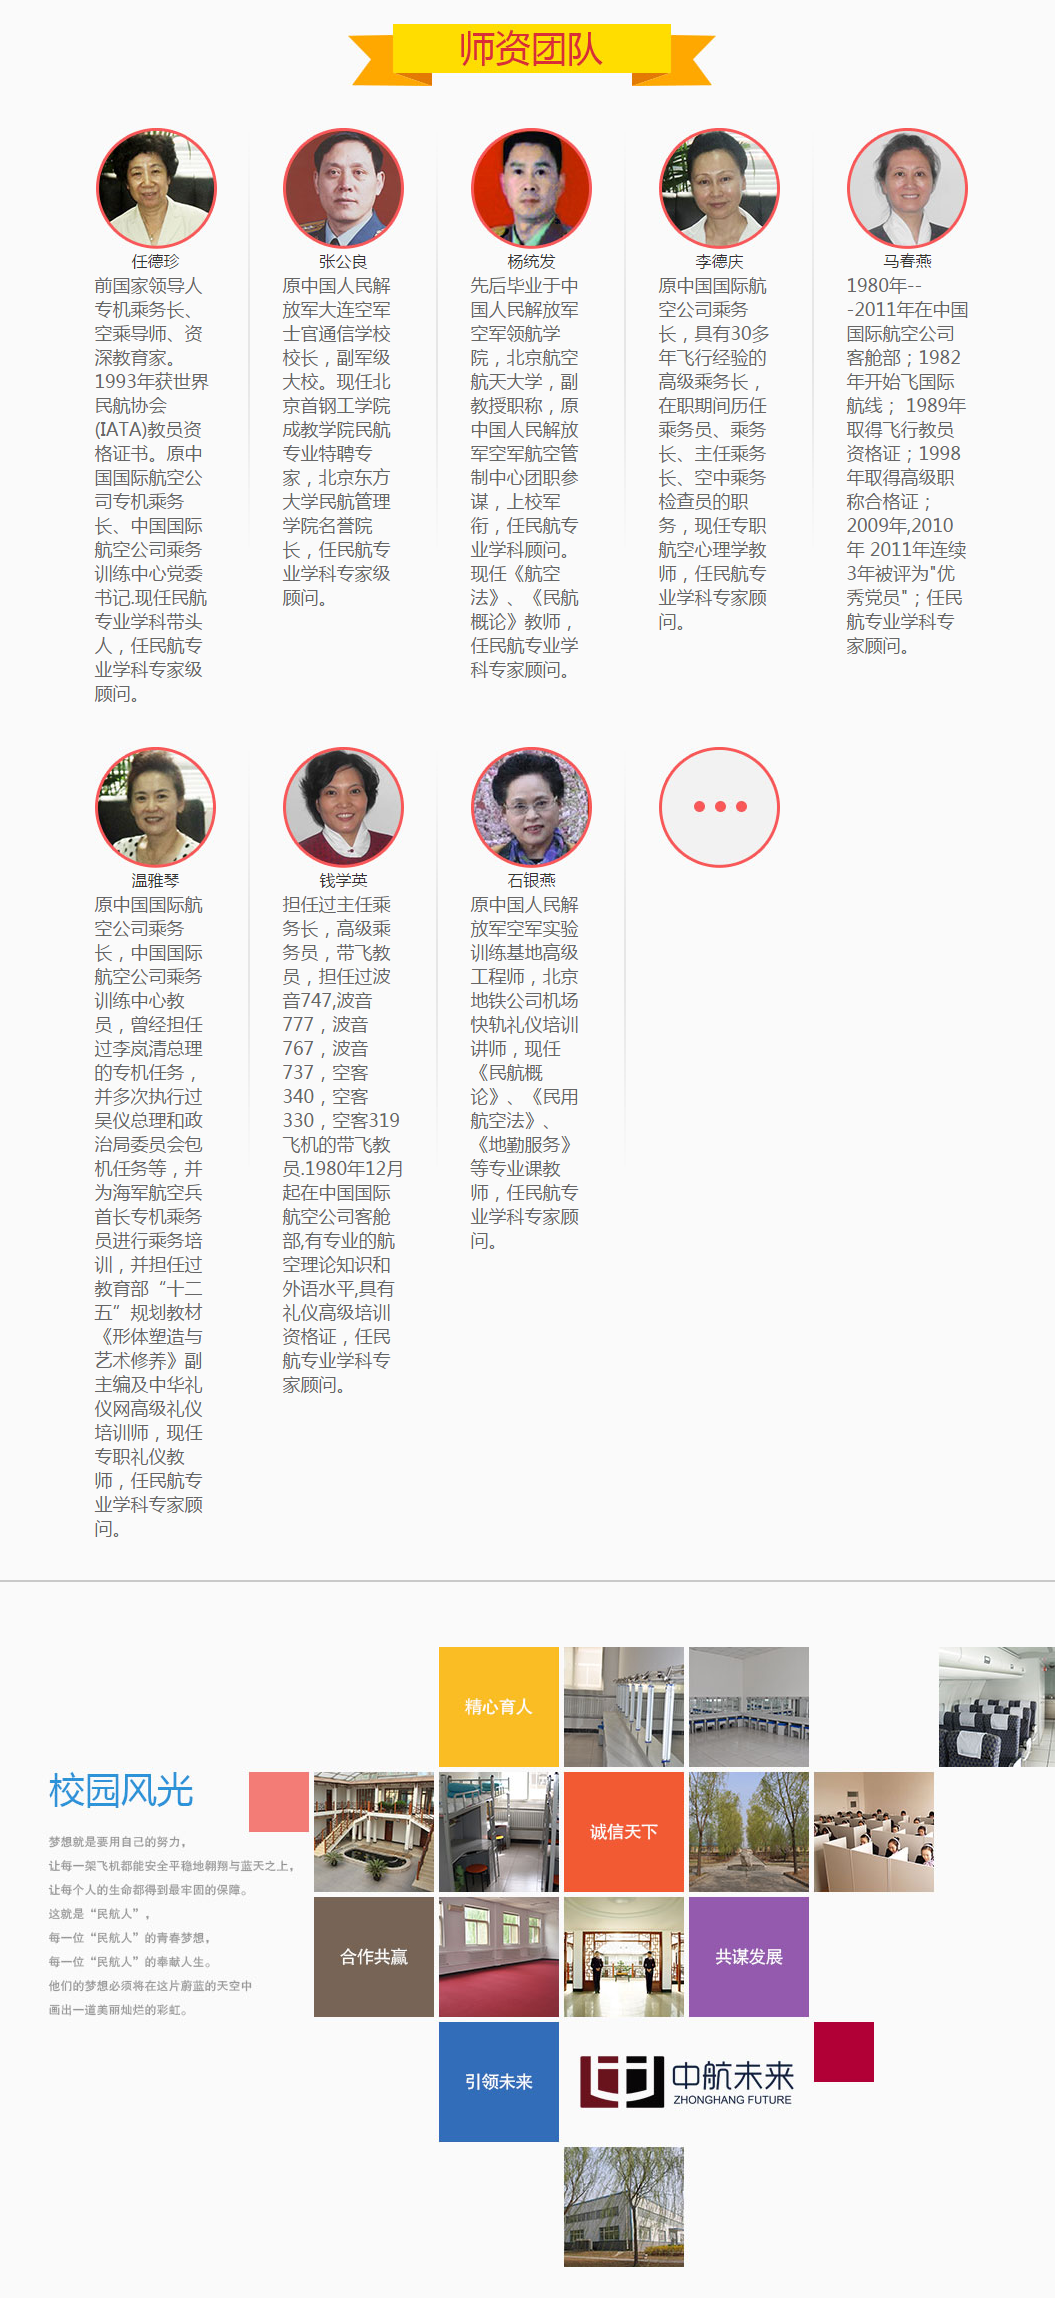 师资团队
任德珍
前国家领导人
专机乘务长、
空乘导师、资
深教育家。
1993年获世界
民航协会
(IATA)教员资
格证书。原中
国国际航空公
司专机乘务
长、中国国际
航空公司乘务
训练中心党委
书记.现任民航
专业学科带头
人，任民航专
业学科专家级
顾问。
张公良
原中国人民解
放军大连空军
士官通信学校
校长，副军级
大校。现任北
京首钢工学院
成教学院民航
专业特聘专
家，北京东方
大学民航管理
学院名誉院
长，任民航专
业学科专家级
顾问。
杨统发
先后毕业于中
国人民解放军
空军领航学
院，北京航空
航天大学，副
教授职称，原
中国人民解放
军空军航空管
制中心团职参
谋，上校军
衔，任民航专
业学科顾问。
现任《航空
法》、《民航
概论》教师，
任民航专业学
科专家顾问。
李德庆
原中国国际航
空公司乘务
长，具有30多
年飞行经验的
高级乘务长，
在职期间历任
乘务员、乘务
长、主任乘务
长、空中乘务
检查员的职
务，现任专职
航空心理学教
师，任民航专
业学科专家顾
问。
马春燕
1980年--
-2011年在中国
国际航空公司
客舱部；1982
年开始飞国际
航线； 1989年
取得飞行教员
资格证；1998
年取得高级职
称合格证；
2009年,2010
年 2011年连续
3年被评为"优
秀党员"；任民
航专业学科专
家顾问。
温雅琴
原中国国际航
空公司乘务
长，中国国际
航空公司乘务
训练中心教
员，曾经担任
过李岚清总理
的专机任务，
并多次执行过
吴仪总理和政
治局委员会包
机任务等，并
为海军航空兵
首长专机乘务
员进行乘务培
训，并担任过
教育部“十二
五”规划教材
《形体塑造与
艺术修养》副
主编及中华礼
仪网高级礼仪
培训师，现任
专职礼仪教
师，任民航专
业学科专家顾
问。
钱学英
担任过主任乘
务长，高级乘
务员，带飞教
员，担任过波
音747,波音
777，波音
767，波音
737，空客
340，空客
330，空客319
飞机的带飞教
员.1980年12月
起在中国国际
航空公司客舱
部,有专业的航
空理论知识和
外语水平,具有
礼仪高级培训
资格证，任民
航专业学科专
家顾问。
石银燕
原中国人民解
放军空军实验
训练基地高级
工程师，北京
地铁公司机场
快轨礼仪培训
讲师，现任
《民航概
论》、《民用
航空法》、
《地勤服务》
等专业课教
师，任民航专
业学科专家顾
问。
校园风光
梦想就是要用自己的努力，
让每一架飞机都能安全平稳地翱翔与蓝天之上，
让每个人的生命都得到最牢固的保障。
这就是“民航人”，
每一位“民航人”的青春梦想，
每一位“民航人”的奉献人生。
他们的梦想必须将在这片蔚蓝的天空中
画出一道美丽灿烂的彩虹。
精心育人
诚信天下
合作共赢
共谋发展
引领未来
中航未来
ZHONGHANG FUTURE